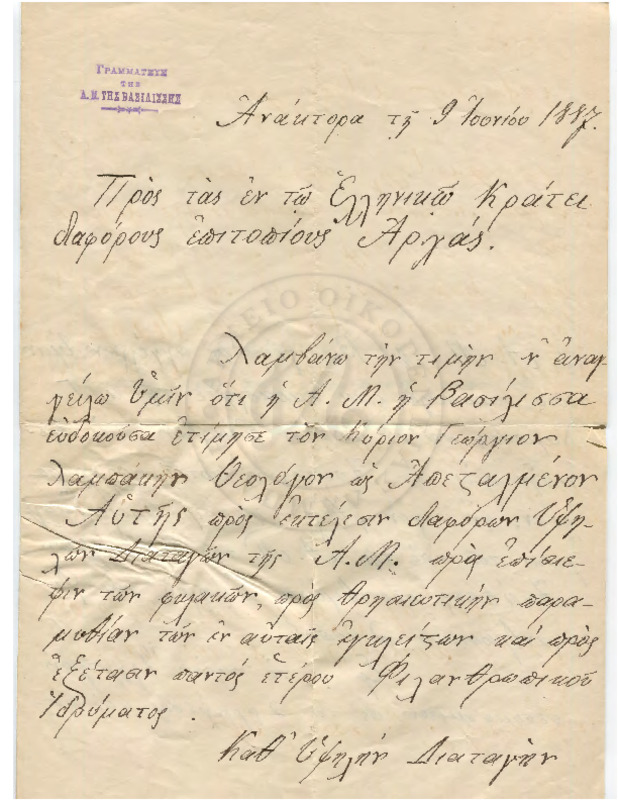 ΓΡΑΜΜΑΤΕΥΣ
ΤΗΣ
Α. Μ. ΤΗΣ ΒΑΣΙΛΙΣΣΗΣ
Ἀνάκτορα τῇ 9 Ἰουνίου 1887.
Πρὸς τὰς ἐν τῷ Ἑλληνικῷ Κράτει
διαφόρους ἐπιτοπίους Ἀρχάς.
Λαμβάνω τὴν τιμὴν ν' ἀναγ-
γείλω Ὑμῖν ὅτι ἡ Α. Μ. ἡ Βασίλισσα
εὐδοκοῦσα ἐτίμησε τὸν Κύριον Γεώργιον
Λαμπάκην Θεολόγον ὡς Ἀπεσταλμένον
Αὐτῆς πρὸς ἐκτέλεσιν διαφόρων Ὑψη-
λῶν Διαταγῶν τῆς Α.Μ. πρὸς ἐπίσκε-
ψιν τῶν φυλακῶν, πρὸς θρησκευτικὴν παρα-
μυθίαν τῶν ἐν αὐταῖς ἐγκλείστων καὶ πρὸς
ἐξέτασιν παντός ἑτέρου Φιλανθρωπικοῦ
Ἱδρύματος.
Καθ' Ὑψηλὴν Διαταγὴν